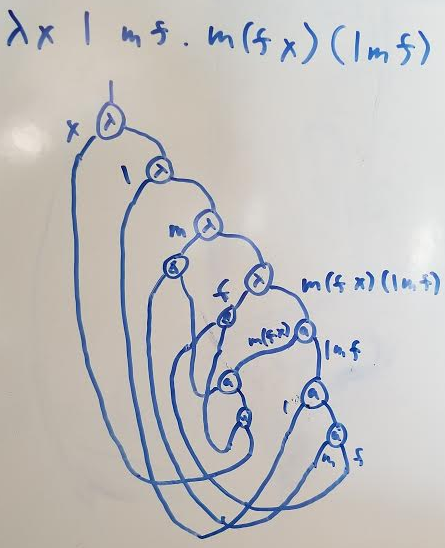 λx l m f . m(f x) (l m f)
λ
x
λ
l
λ
m
λ
f
m(f x)(l m f)
m(f x)
l m f
a
a
l
a
m
f